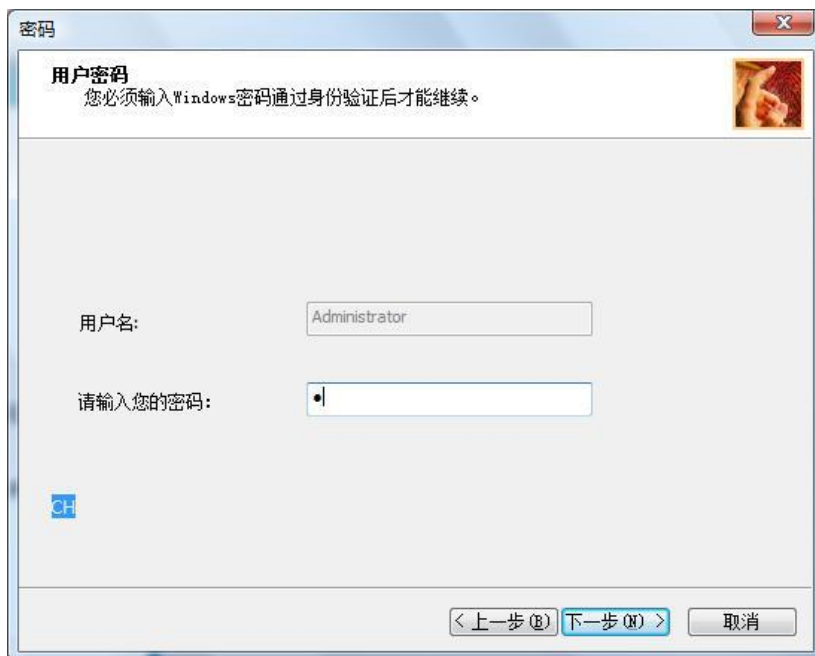 密码
用户密码
您必须输入Windows密码通过身份验证后才能继续。
用户名:
Administrator
请输入您的密码:
CH
< 上一步(B)
下一步(N) >
取消